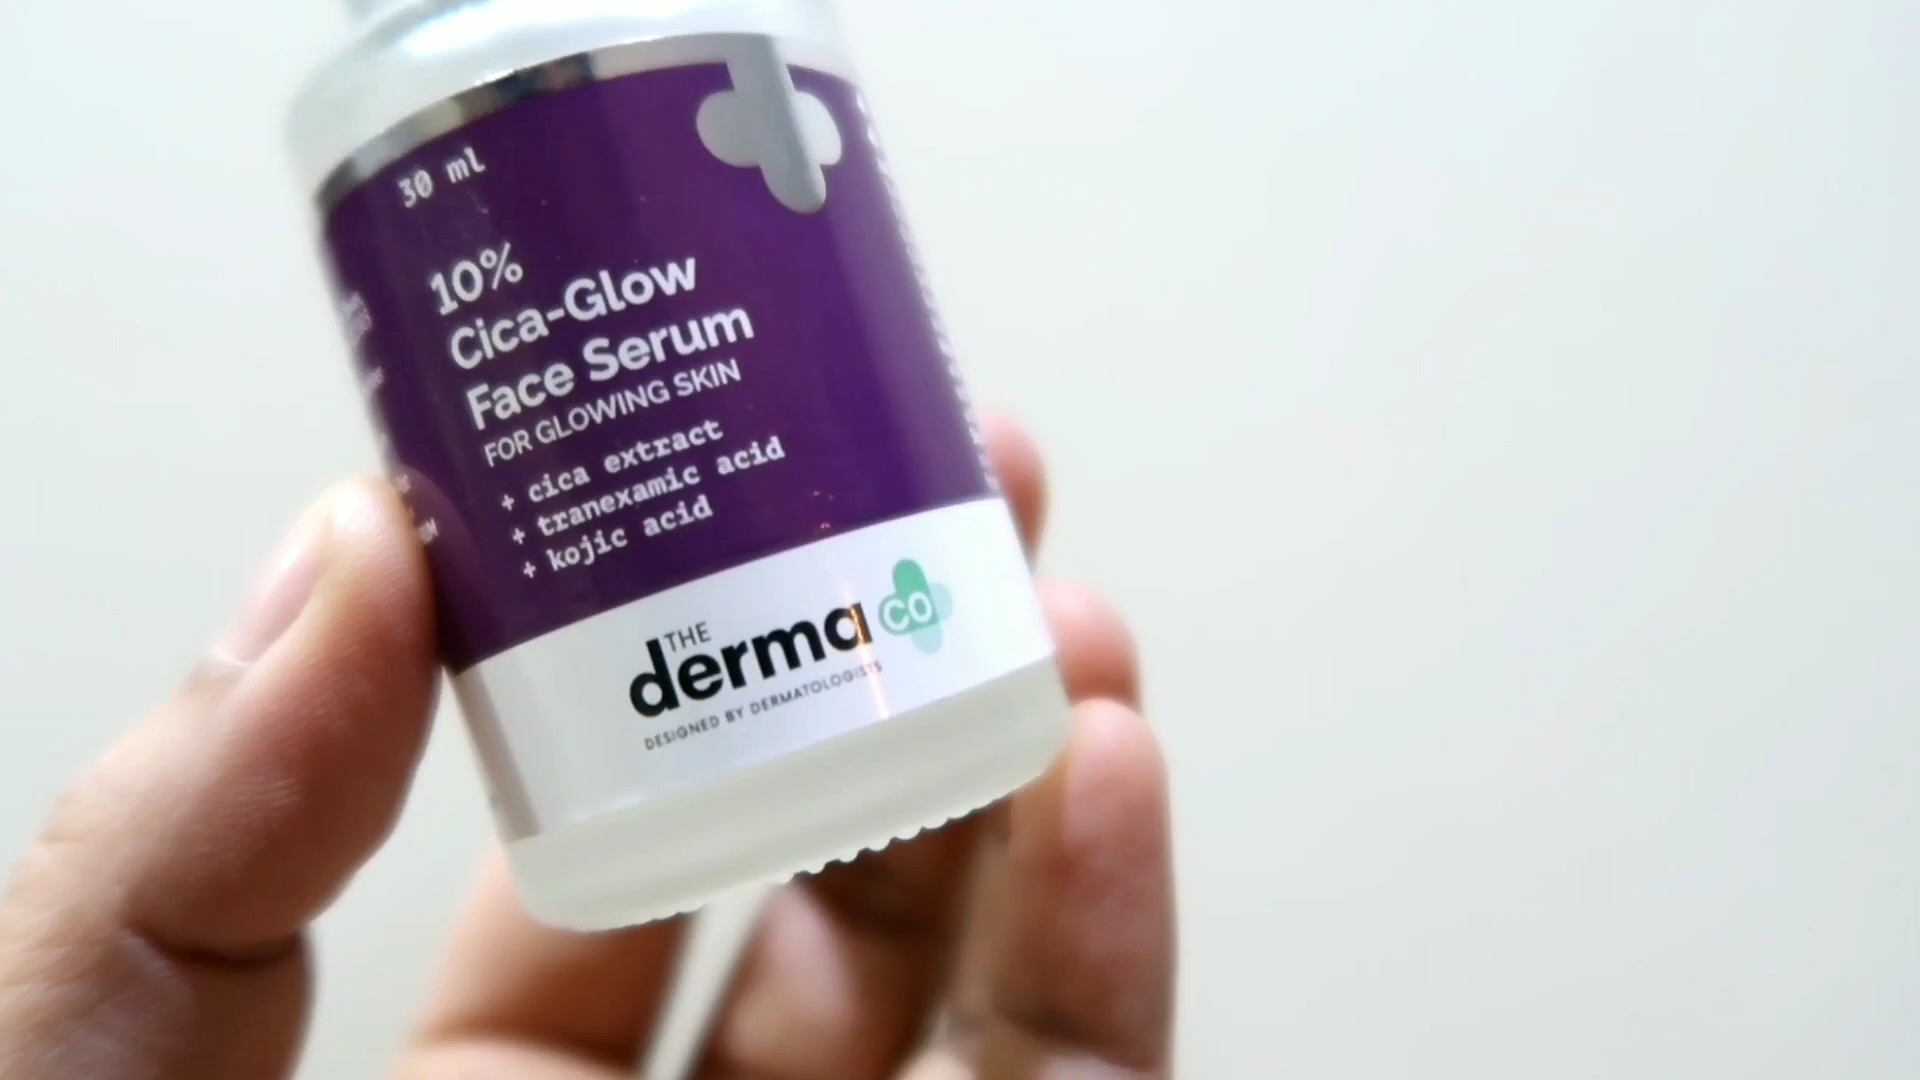 30 ml
10%
Cica-Glow
Face Serum
FOR GLOWING SKIN
+ cica extract
+ tranexamic acid
+ kojic acid
THE
derma co
DESIGNED BY DERMATOLOGISTS